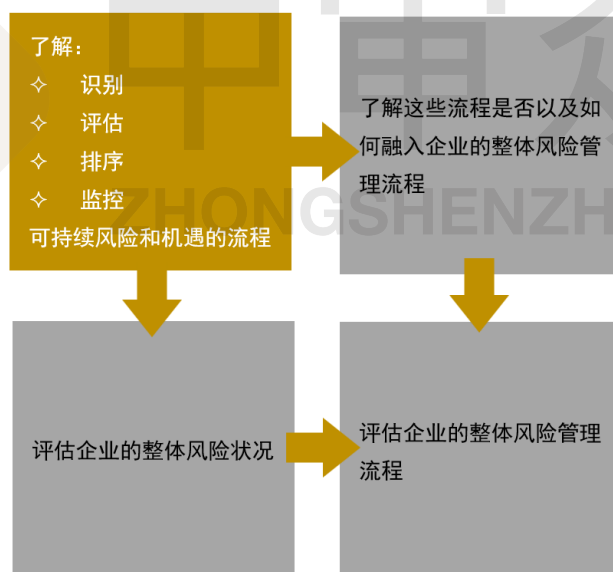 了解：
✧ 识别
✧ 评估
✧ 排序
✧ 监控
可持续风险和机遇的流程
了解这些流程是否以及如
何融入企业的整体风险管
理流程
评估企业的整体风险状况
评估企业的整体风险管理
流程
中审众
ZHONGSHENZH